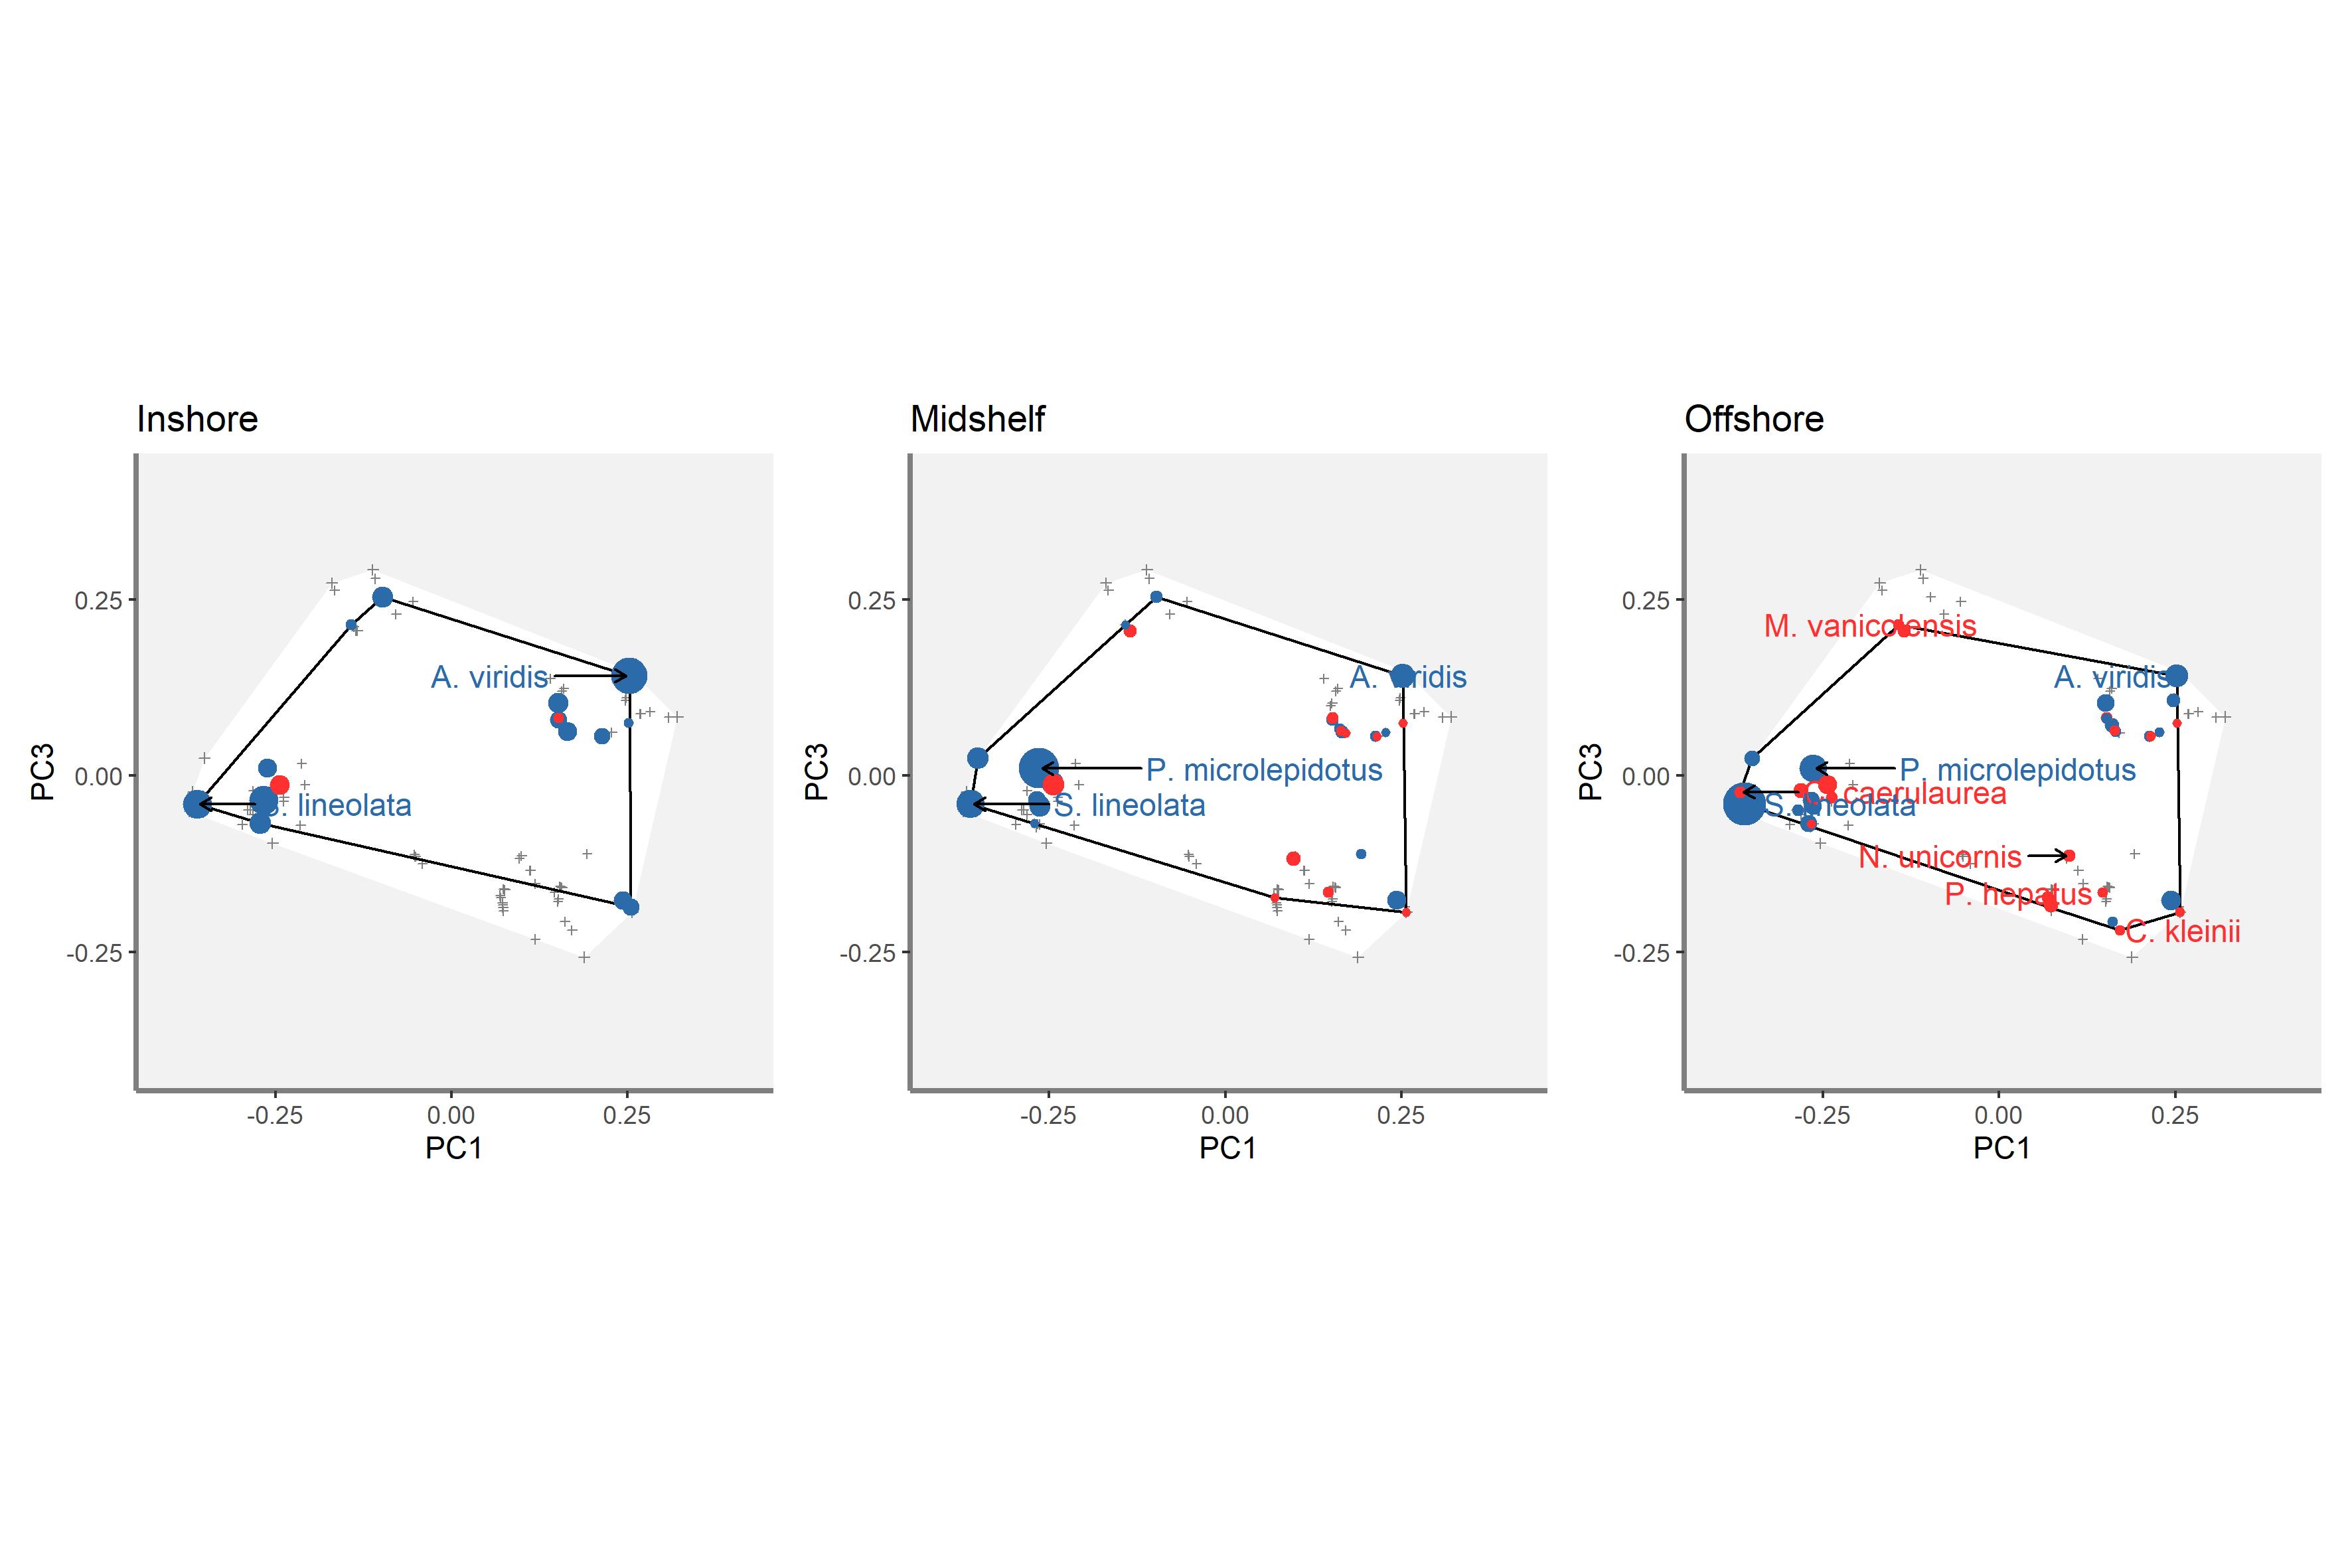 Inshore
0.25
0.00
-0.25
PC3
A. viridis
S. lineolata
-0.25
0.00
0.25
PC1
Midshelf
0.25
0.00
-0.25
PC3
A. viridis
P. microlepidotus
S. lineolata
-0.25
0.00
0.25
PC1
Offshore
0.25
0.00
-0.25
PC3
M. vanicolensis
A. viridis
P. microlepidotus
caerulaurea
S. lineolata
N. unicornis
P. hepatus
C. kleinii
-0.25
0.00
0.25
PC1